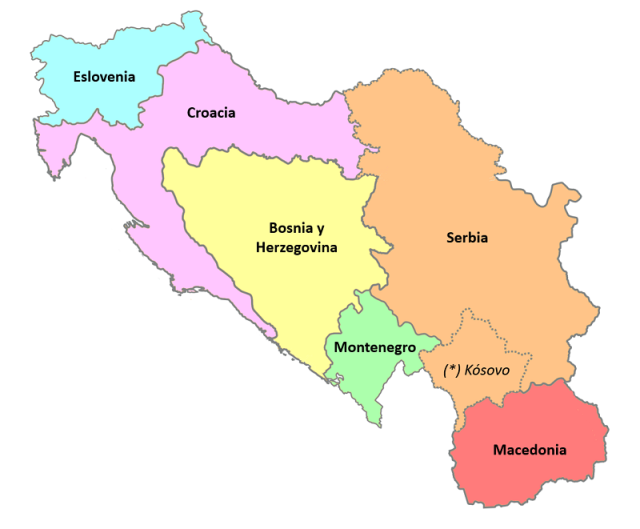 Eslovenia
Croacia
Bosnia y
Herzegovina
Serbia
Montenegro
(*) Kósovo
Macedonia